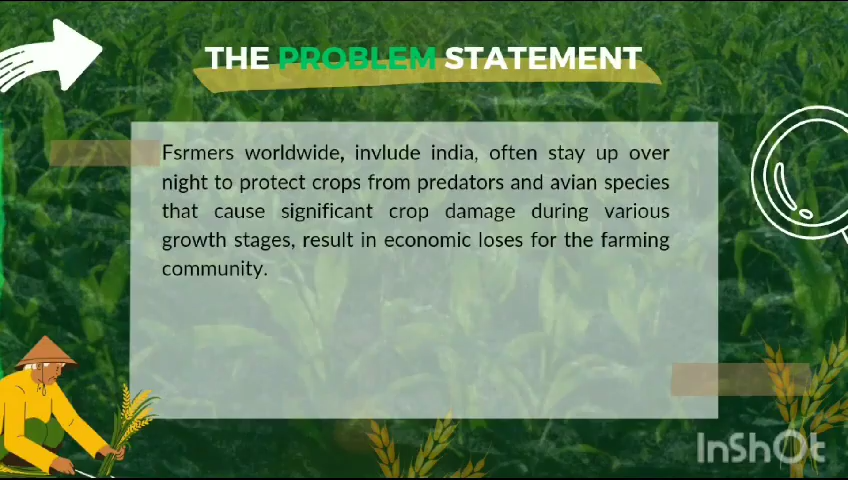 THE PROBLEM STATEMENT
Fsrmers worldwide, invlude india, often stay up over
night to protect crops from predators and avian species
that cause significant crop damage during various
growth stages, result in economic loses for the farming
community.
InShOt